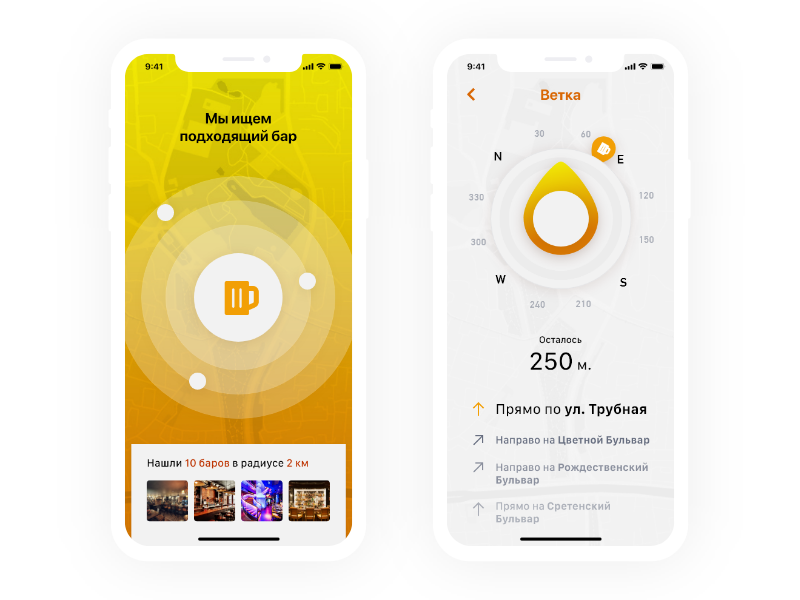 9:41
Мы ищем
подходящий бар
Нашли 10 баров в радиусе 2 км
9:41
Ветка
30
60
N
E
330
120
300
150
W
S
240
210
Осталось
250 м.
Прямо по ул. Трубная
Направо на Цветной Бульвар
Направо на Рождественский
Бульвар
Прямо на Сретенский
Бульвар